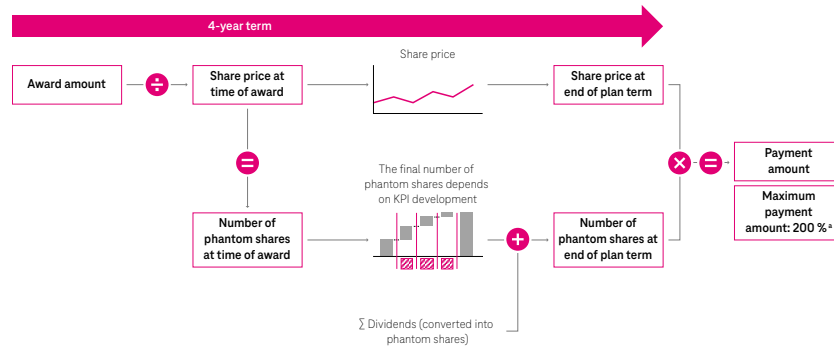 4-year term
Share price
Award amount
÷
Share price at
time of award
Share price at
end of plan term
=
×
=
Payment
amount
Maximum
payment
amount: 200 %ᵃ
The final number of
phantom shares depends
on KPI development
Number of
phantom shares
at time of award
+
Number of
phantom shares at
end of plan term
∑ Dividends (converted into
phantom shares)